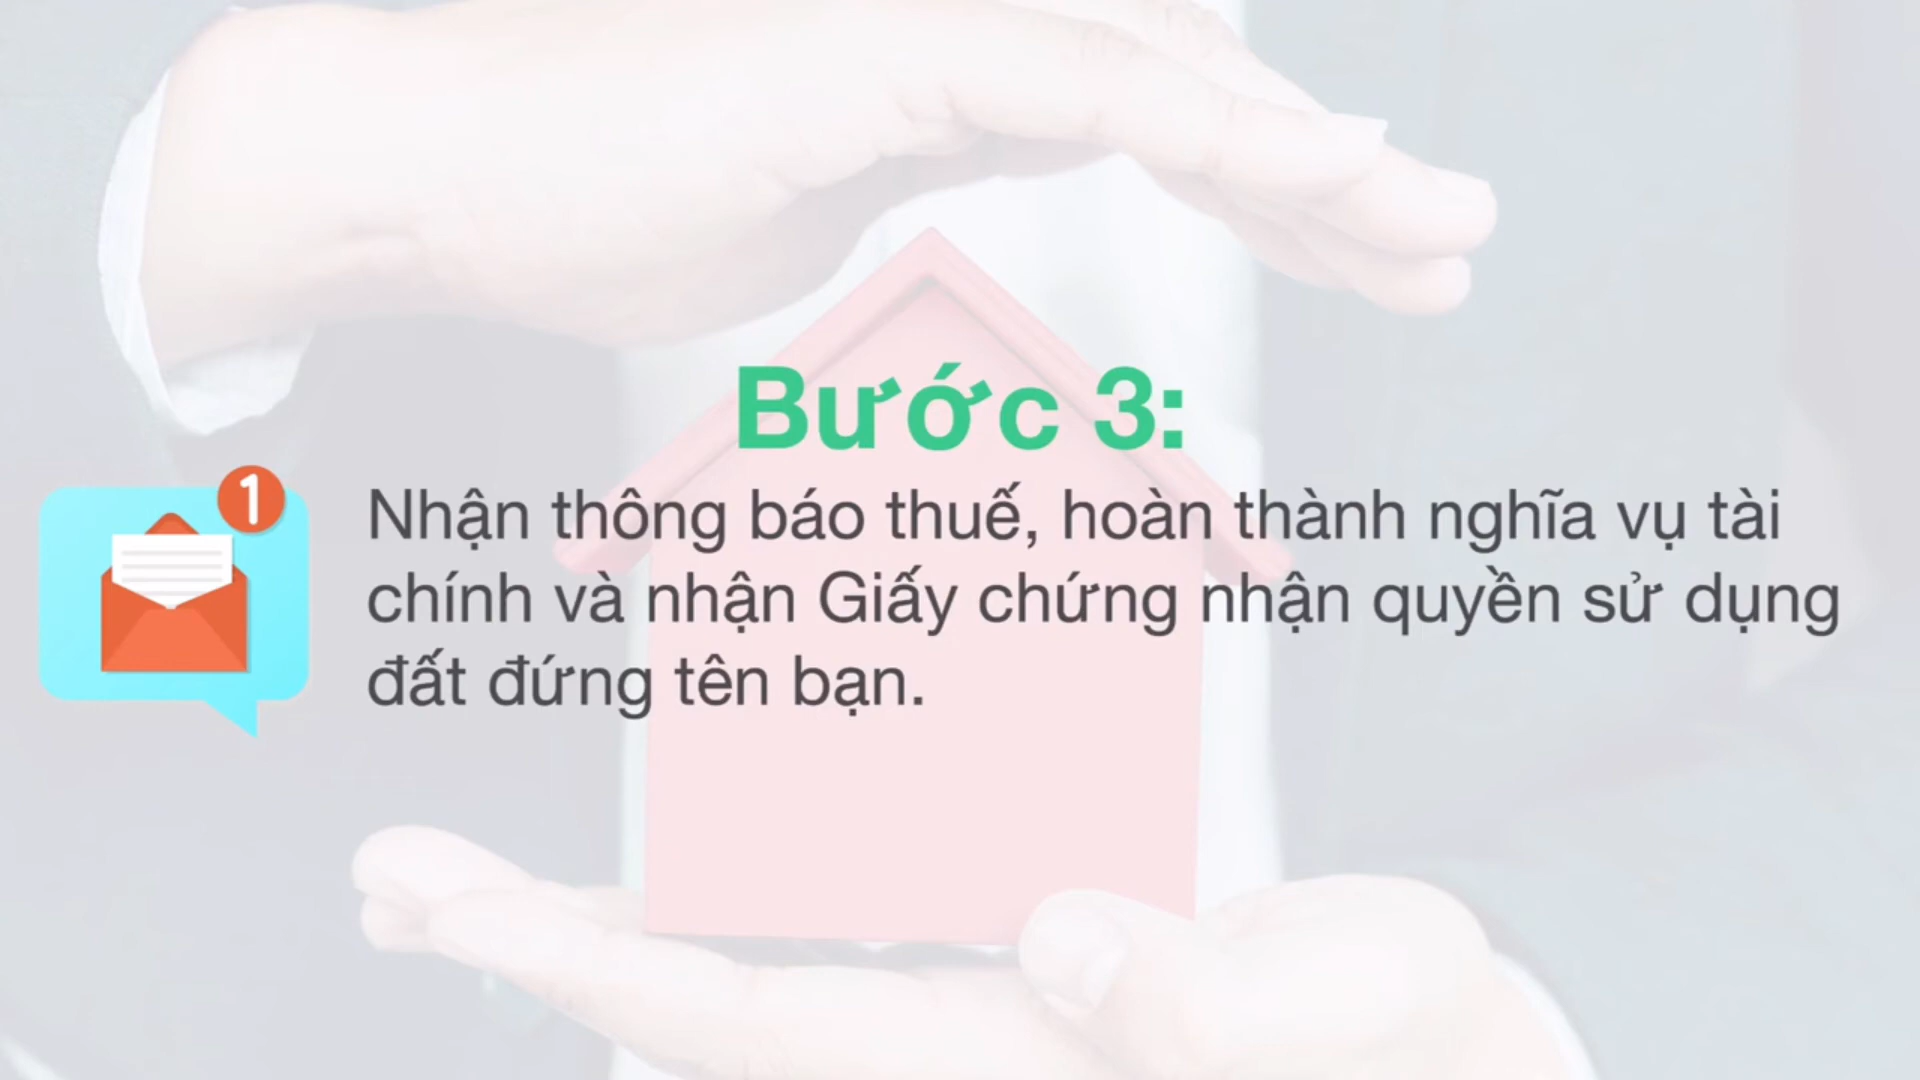 Bước 3:
1
Nhận thông báo thuế, hoàn thành nghĩa vụ tài
chính và nhận Giấy chứng nhận quyền sử dụng
đất đứng tên bạn.